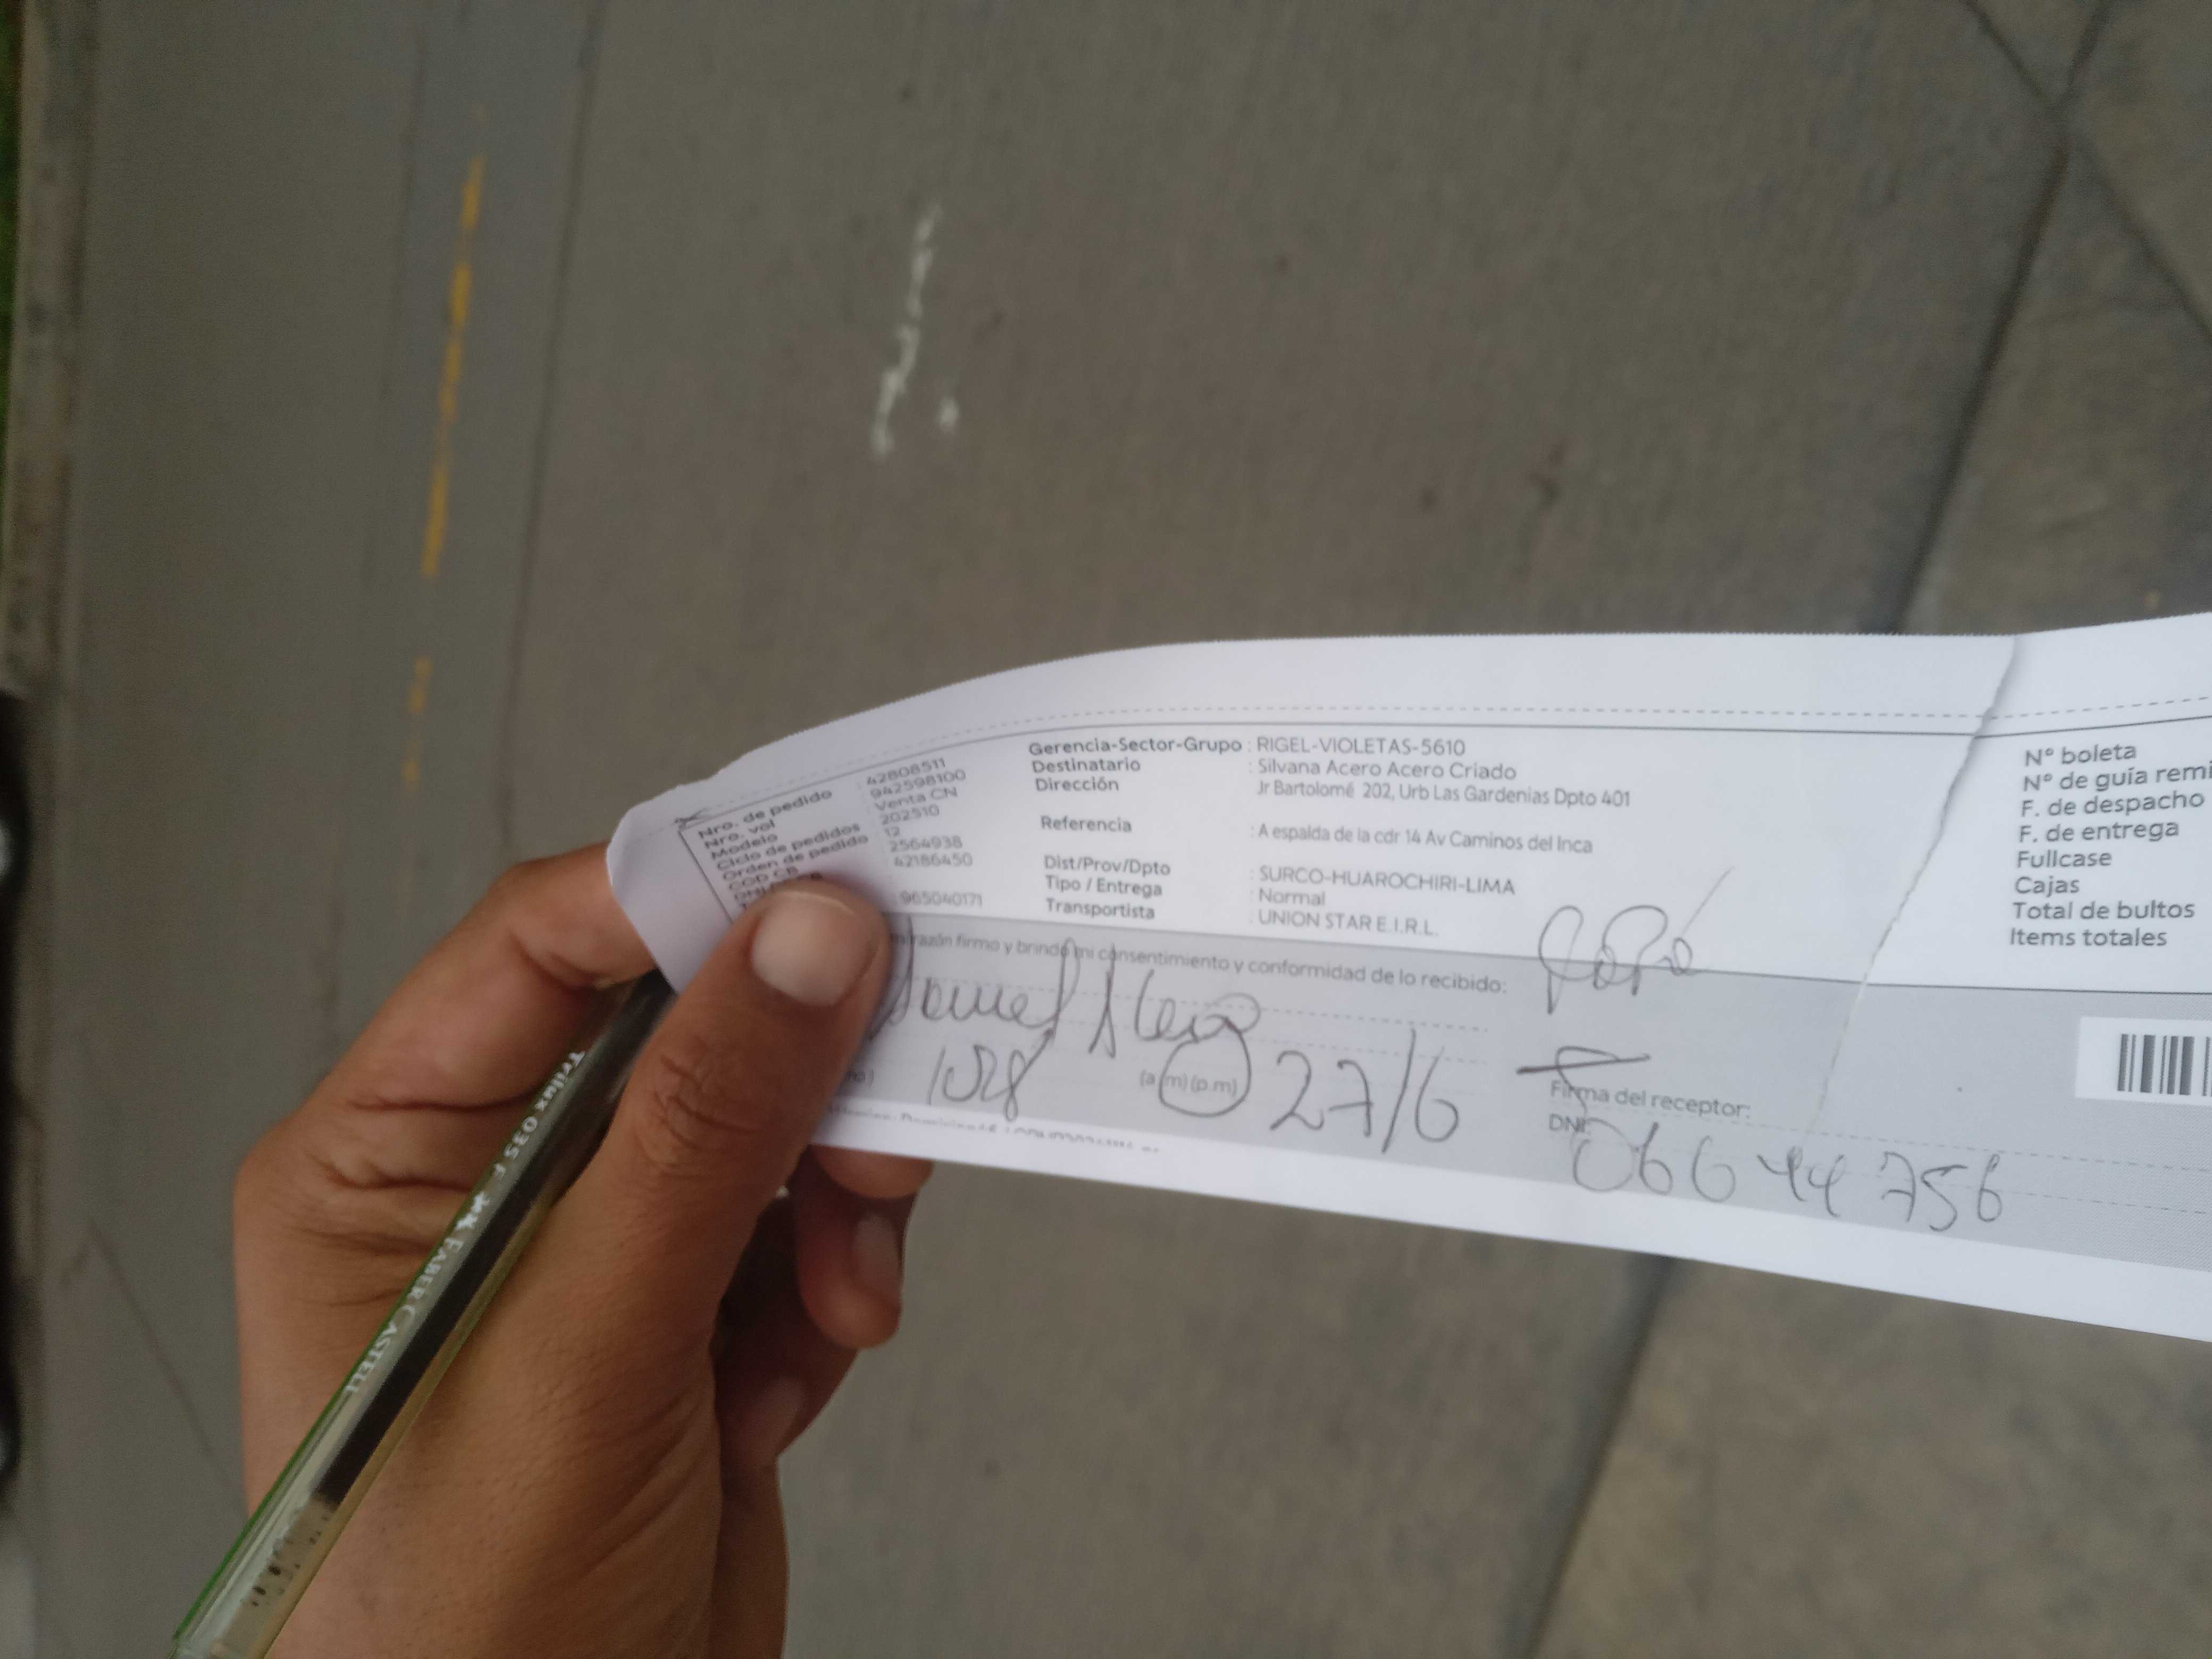 Nro. de pedido : 42808511
Nro. vol : 942598100
Modelo : Venta CN
Ciclo de pedidos : 202510
Orden de pedido : 12
COD CB : 2564938
42186450
965040171
Gerencia-Sector-Grupo : RIGEL-VIOLETAS-5610
Destinatario : Silvana Acero Acero Criado
Dirección : Jr Bartolomé 202, Urb Las Gardenias Dpto 401
Referencia : A espalda de la cdr 14 Av Caminos del Inca
Dist/Prov/Dpto : SURCO-HUAROCHIRI-LIMA
Tipo / Entrega : Normal
Transportista : UNION STAR E.I.R.L.
N° boleta
N° de guía remi
F. de despacho
F. de entrega
Fullcase
Cajas
Total de bultos
Items totales
razón firmo y brindo mi consentimiento y conformidad de lo recibido:
(a.m) (p.m) 27/6
Firma del receptor:
DNI: 06644756
Trilux 035 F FABER CASTELL